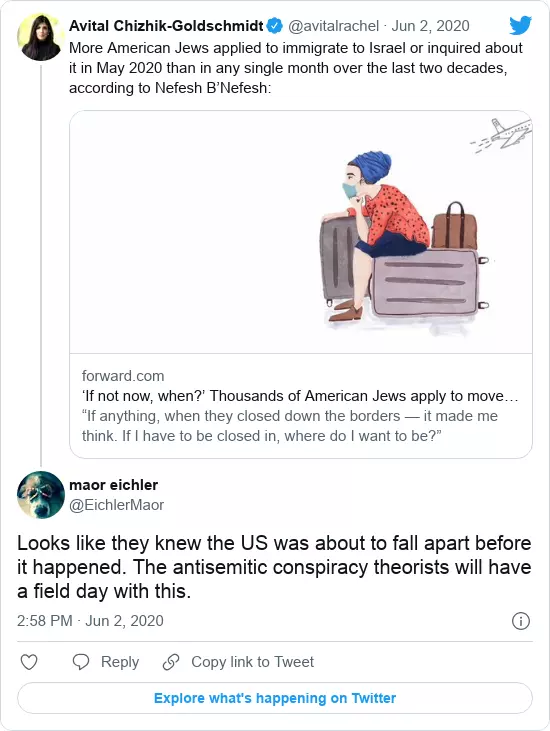 Avital Chizhik-Goldschmidt @avitalrachel · Jun 2, 2020
More American Jews applied to immigrate to Israel or inquired about
it in May 2020 than in any single month over the last two decades,
according to Nefesh B’Nefesh:
forward.com
‘If not now, when?’ Thousands of American Jews apply to move…
“If anything, when they closed down the borders — it made me
think. If I have to be closed in, where do I want to be?”
maor eichler
@EichlerMaor
Looks like they knew the US was about to fall apart before
it happened. The antisemitic conspiracy theorists will have
a field day with this.
2:58 PM · Jun 2, 2020
Reply Copy link to Tweet
Explore what's happening on Twitter